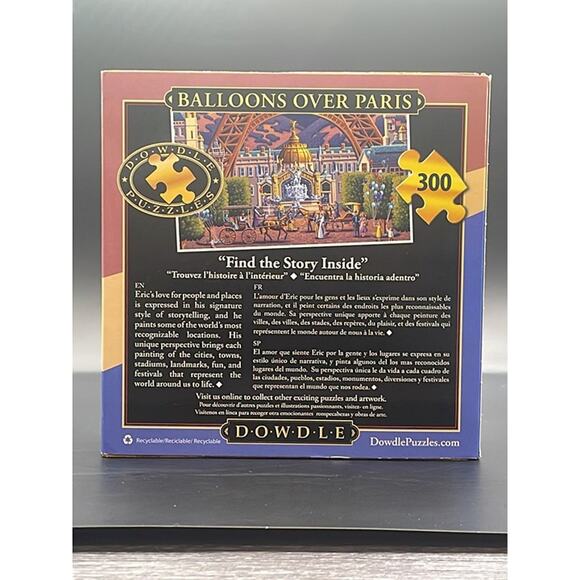 BALLOONS OVER PARIS
DOWDLE
PUZZLES
300
"Find the Story Inside"
"Trouvez l'histoire à l'intérieur" ◆ "Encuentra la historia adentro"
EN
Eric's love for people and places
is expressed in his signature
style of storytelling, and he
paints some of the world's most
recognizable locations. His
unique perspective brings each
painting of the cities, towns,
stadiums, landmarks, fun, and
festivals that represent the
world around us to life. ◆
FR
L'amour d'Eric pour les gens et les lieux s'exprime dans son style de
narration, et il peint certains des endroits les plus reconnaissables
du monde. Sa perspective unique apporte à chaque peinture des
villes, des villes, des stades, des repères, du plaisir, et des festivals qui
représentent le monde autour de nous à la vie. ◆
SP
El amor que siente Eric por la gente y los lugares se expresa en su
estilo único de narrativa, y pinta algunos del los mas reconocidos
lugares del mundo. Su perspectiva única le da vida a cada cuadro de
las ciudades, pueblos, estadios, monumentos, diversiones y festivales
que representan el mundo que nos rodea. ◆
Visit us online to collect other exciting puzzles and artwork.
Pour découvrir d'autres puzzles et illustrations passionnants, visitez- en ligne.
Visítenos en línea para recoger otra emocionantes rompecabezas y obras de arte.
Recyclable/Reciclable/ Recyclable
D·O·W·D·L·E
DowdlePuzzles.com